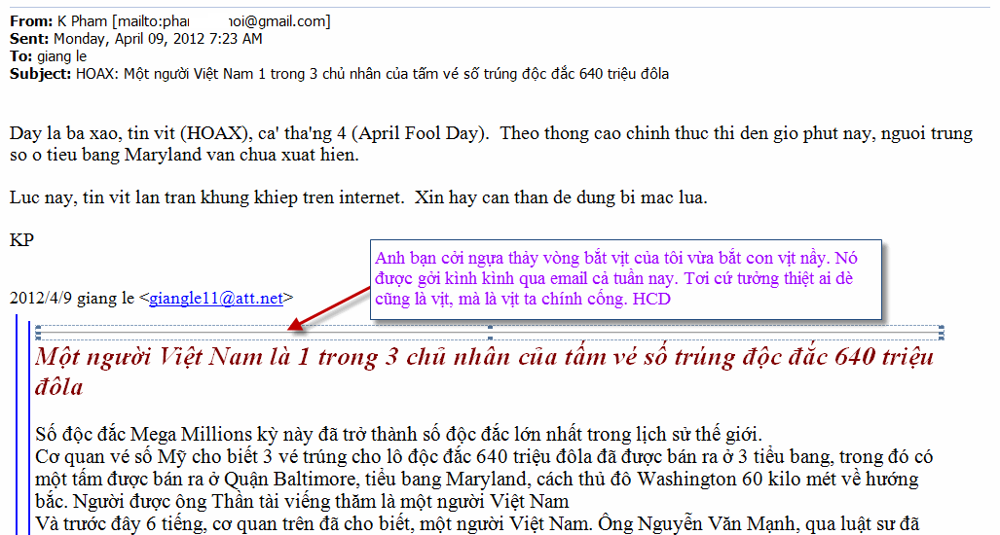 From: K Pham [mailto:phar oi@gmail.com]
Sent: Monday, April 09, 2012 7:23 AM
To: giang le
Subject: HOAX: Một người Việt Nam 1 trong 3 chủ nhân của tấm vé số trúng độc đắc 640 triệu đôla
Day la ba xao, tin vit (HOAX), ca' tha'ng 4 (April Fool Day). Theo thong cao chinh thuc thi den gio phut nay, nguoi trung
so o tieu bang Maryland van chua xuat hien.
Luc nay, tin vit lan tran khung khiep tren internet. Xin hay can than de dung bi mac lua.
KP
Anh bạn cởi ngựa thảy vòng bắt vịt của tôi vừa bắt con vịt nầy. Nó
được gởi kình kình qua email cả tuần nay. Tơi cứ tưởng thiệt ai dè
cũng là vịt, mà là vịt ta chính cống. HCD
2012/4/9 giang le <giangle11@att.net>
Một người Việt Nam là 1 trong 3 chủ nhân của tấm vé số trúng độc đắc 640 triệu
đôla
Số độc đắc Mega Millions kỳ này đã trở thành số độc đắc lớn nhất trong lịch sử thế giới.
Cơ quan vé số Mỹ cho biết 3 vé trúng cho lô độc đắc 640 triệu đôla đã được bán ra ở 3 tiểu bang, trong đó có
một tấm được bán ra ở Quận Baltimore, tiểu bang Maryland, cách thủ đô Washington 60 kilo mét về hướng
bắc. Người được ông Thần tài viếng thăm là một người Việt Nam
Và trước đây 6 tiếng, cơ quan trên đã cho biết, một người Việt Nam. Ông Nguyễn Văn Mạnh, qua luật sư đã